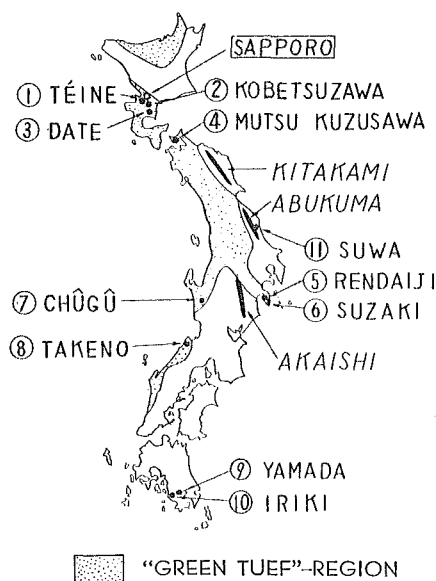 SAPPORO
① TÉINE
② KOBETSUZAWA
③ DATE
④ MUTSU KUZUSAWA
KITAKAMI
ABUKUMA
⑪ SUWA
⑤ RENDAIJI
⑦ CHÛGÛ
⑥ SUZAKI
⑧ TAKENO
AKAISHI
⑨ YAMADA
⑩ IRIKI
"GREEN TUEF"-REGION